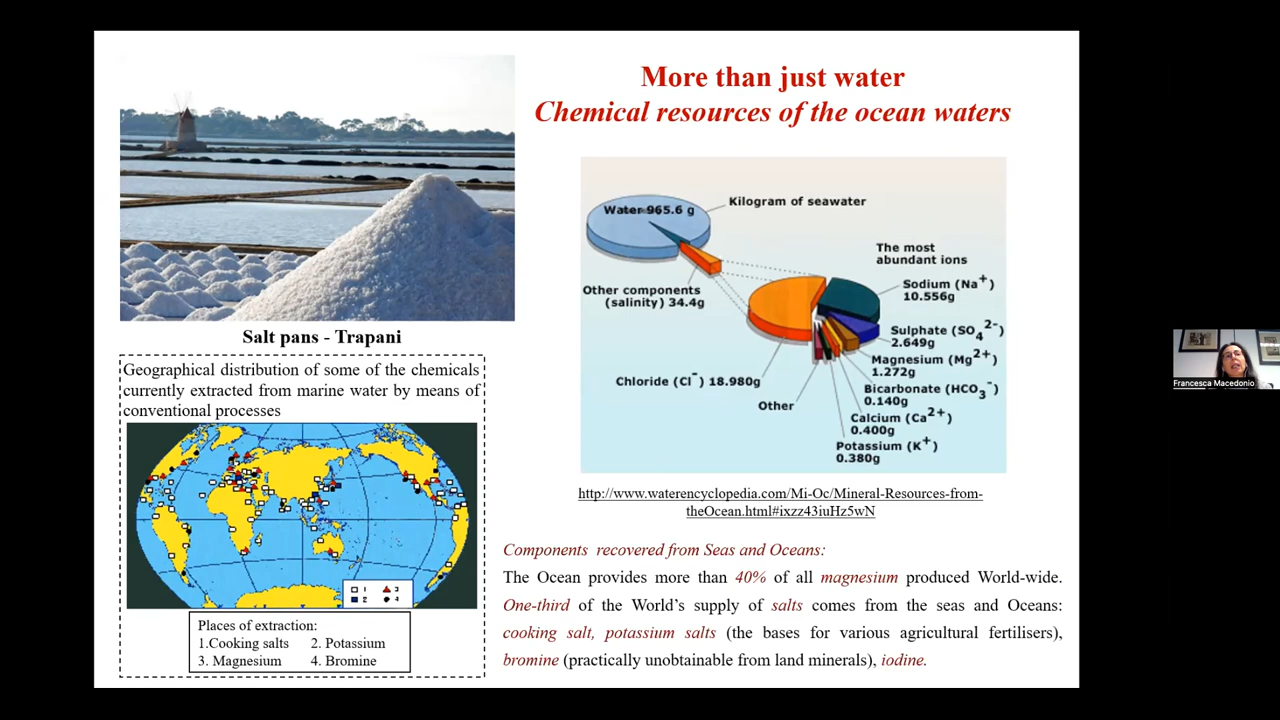 More than just water
Chemical resources of the ocean waters
Water 965.6 g
Kilogram of seawater
Other components
(salinity) 34.4g
The most
abundant ions
Sodium (Na+)
10.556g
Sulphate (SO4 2-)
2.649g
Magnesium (Mg2+)
1.272g
Bicarbonate (HCO3-)
0.140g
Calcium (Ca2+)
0.400g
Potassium (K+)
0.380g
Other
Chloride (Cl-) 18.980g
Salt pans - Trapani
Geographical distribution of some of the chemicals
currently extracted from marine water by means of
conventional processes
1 3
2 4
Places of extraction:
1.Cooking salts 2. Potassium
3. Magnesium 4. Bromine
http://www.waterencyclopedia.com/Mi-Oc/Mineral-Resources-from-
theOcean.html#ixzz43iuHz5wN
Components recovered from Seas and Oceans:
The Ocean provides more than 40% of all magnesium produced World-wide.
One-third of the World's supply of salts comes from the seas and Oceans:
cooking salt, potassium salts (the bases for various agricultural fertilisers),
bromine (practically unobtainable from land minerals), iodine.
Francesca Macedonio